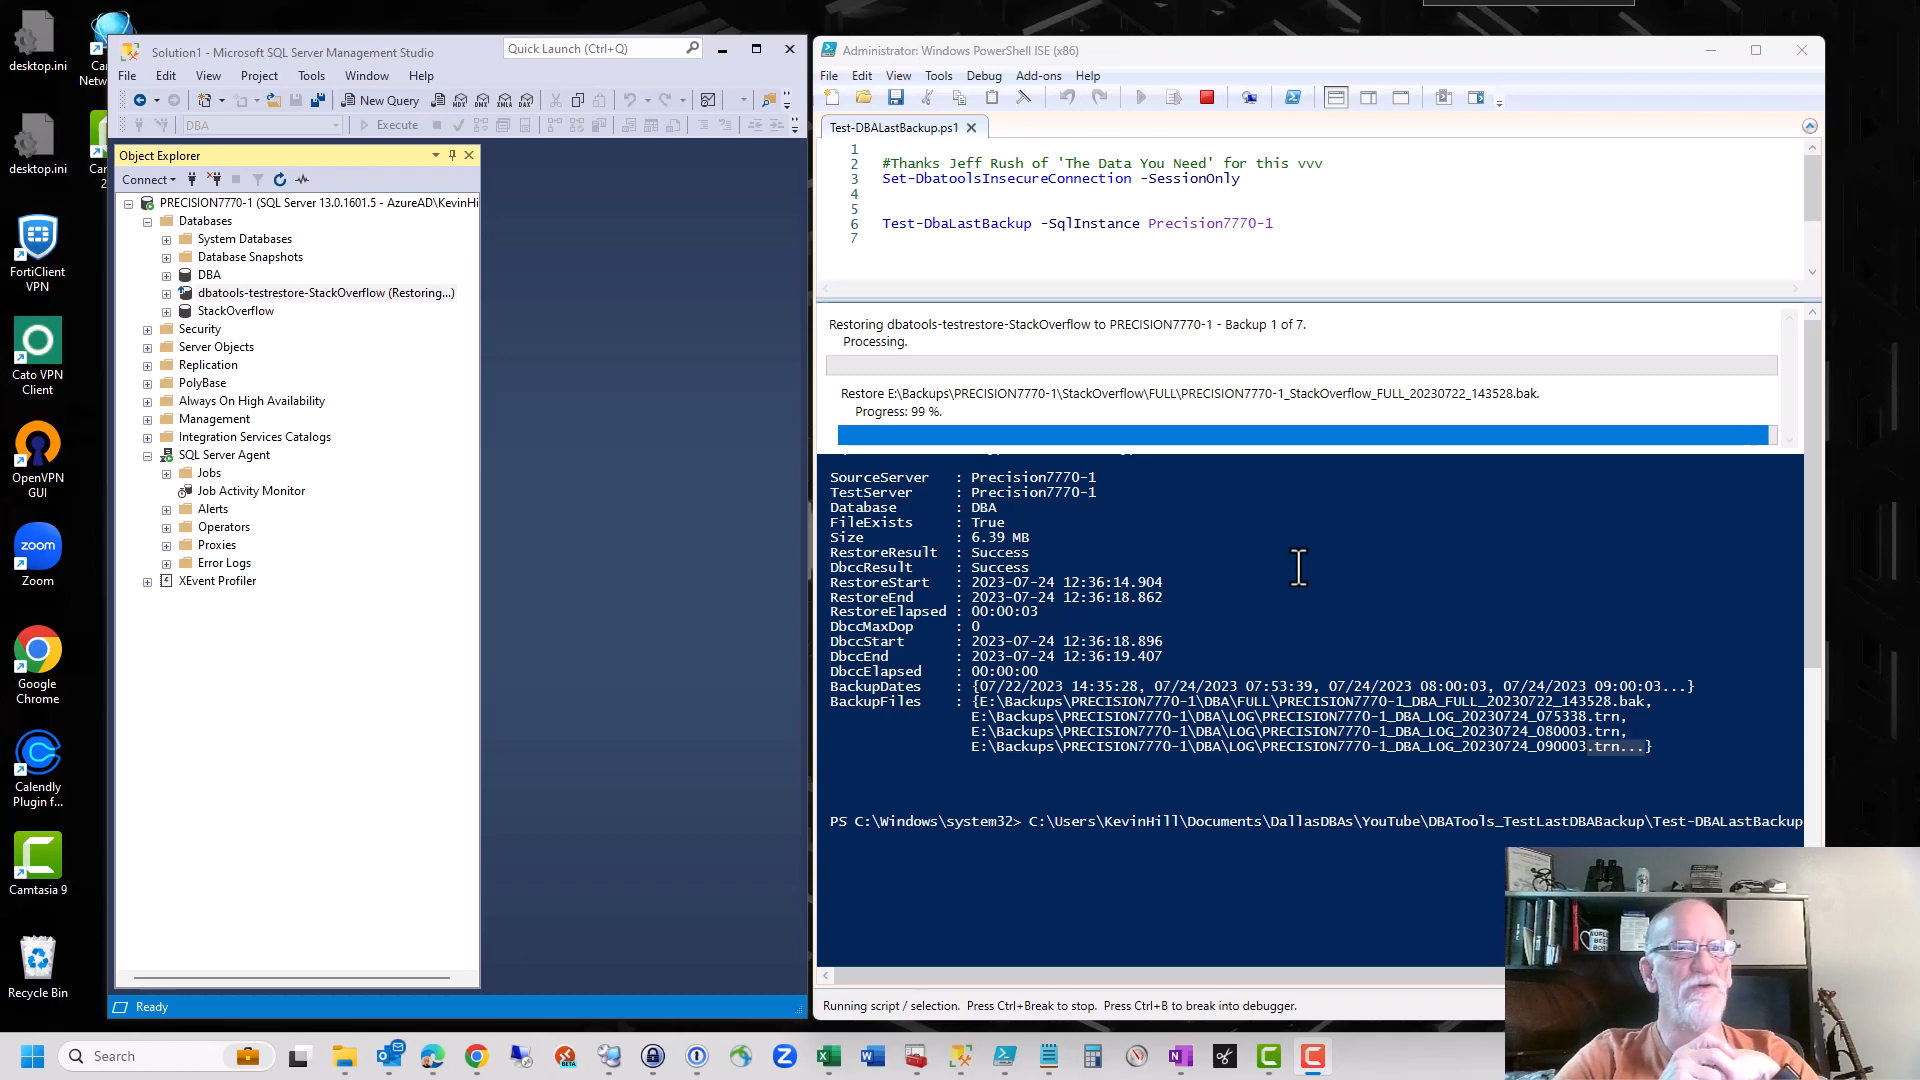 desktop.ini
desktop.ini
FortiClient
VPN
Cato VPN
Client
OpenVPN
GUI
Zoom
zoom
Google
Chrome
Calendly
Plugin f...
Camtasia 9
Recycle Bin
Solution1 - Microsoft SQL Server Management Studio
Quick Launch (Ctrl+Q)
File Edit View Project Tools Window Help
New Query
MDX DMX XMLA DAX
DBA
Execute
Object Explorer
Connect
PRECISION7770-1 (SQL Server 13.0.1601.5 - AzureAD\KevinHi
Databases
System Databases
Database Snapshots
DBA
dbatools-testrestore-StackOverflow (Restoring...)
StackOverflow
Security
Server Objects
Replication
PolyBase
Always On High Availability
Management
Integration Services Catalogs
SQL Server Agent
Jobs
Job Activity Monitor
Alerts
Operators
Proxies
Error Logs
XEvent Profiler
Ready
Administrator: Windows PowerShell ISE (x86)
File Edit View Tools Debug Add-ons Help
Test-DBALastBackup.ps1
1
2 #Thanks Jeff Rush of 'The Data You Need' for this vvv
3 Set-DbatoolsInsecureConnection -SessionOnly
4
5
6 Test-DbaLastBackup -SqlInstance Precision7770-1
7
Restoring dbatools-testrestore-StackOverflow to PRECISION7770-1 - Backup 1 of 7.
Processing.
Restore E:\Backups\PRECISION7770-1\StackOverflow\FULL\PRECISION7770-1_StackOverflow_FULL_20230722_143528.bak.
Progress: 99 %.
SourceServer : Precision7770-1
TestServer : Precision7770-1
Database : DBA
FileExists : True
Size : 6.39 MB
RestoreResult : Success
DbccResult : Success
RestoreStart : 2023-07-24 12:36:14.904
RestoreEnd : 2023-07-24 12:36:18.862
RestoreElapsed : 00:00:03
DbccMaxDop : 0
DbccStart : 2023-07-24 12:36:18.896
DbccEnd : 2023-07-24 12:36:19.407
DbccElapsed : 00:00:00
BackupDates : {07/22/2023 14:35:28, 07/24/2023 07:53:39, 07/24/2023 08:00:03, 07/24/2023 09:00:03...}
BackupFiles : {E:\Backups\PRECISION7770-1\DBA\FULL\PRECISION7770-1_DBA_FULL_20230722_143528.bak,
E:\Backups\PRECISION7770-1\DBA\LOG\PRECISION7770-1_DBA_LOG_20230724_075338.trn,
E:\Backups\PRECISION7770-1\DBA\LOG\PRECISION7770-1_DBA_LOG_20230724_080003.trn,
E:\Backups\PRECISION7770-1\DBA\LOG\PRECISION7770-1_DBA_LOG_20230724_090003.trn...}
PS C:\Windows\system32> C:\Users\KevinHill\Documents\DallasDBAs\YouTube\DBATools_TestLastDBABackup\Test-DBALastBackup
Running script / selection. Press Ctrl+Break to stop. Press Ctrl+B to break into debugger.
WORLD'S
BEST
BOSS
Search
BETA